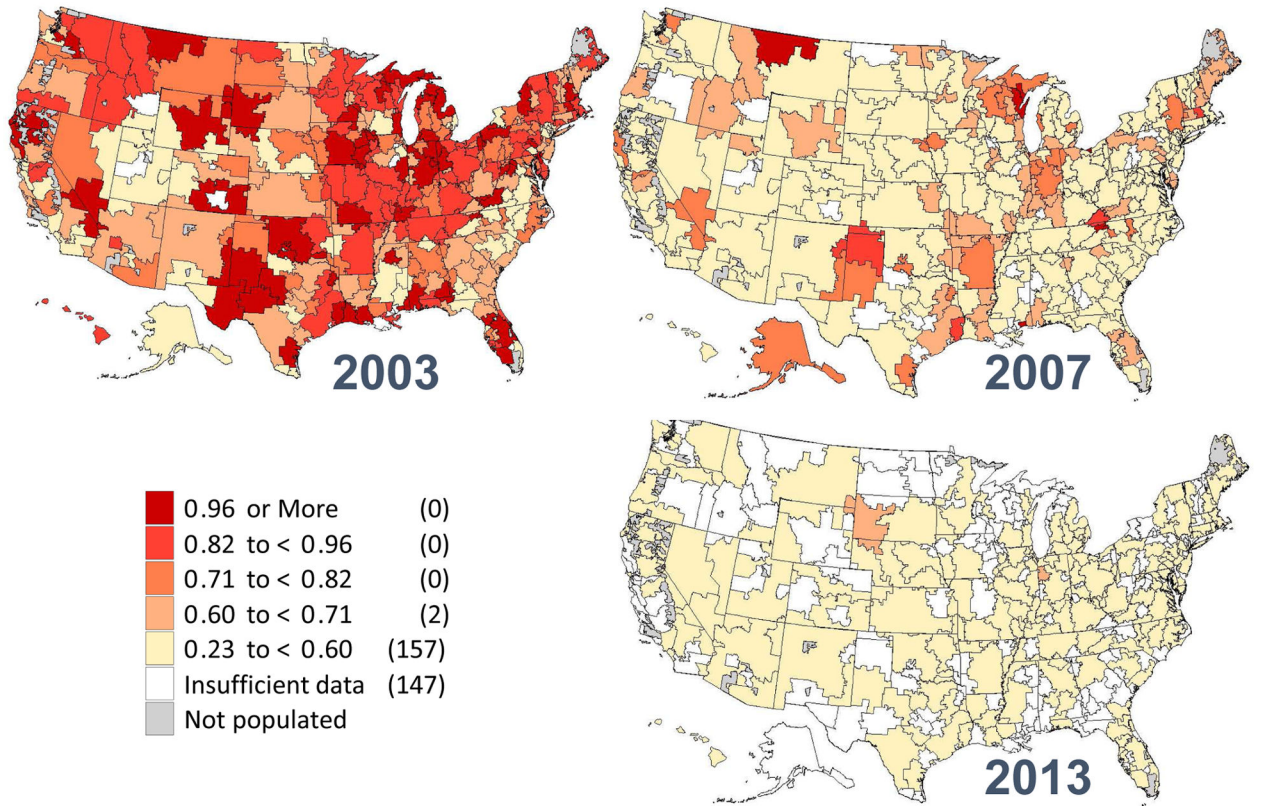 2003
2007
0.96 or More (0)
0.82 to < 0.96 (0)
0.71 to < 0.82 (0)
0.60 to < 0.71 (2)
0.23 to < 0.60 (157)
Insufficient data (147)
Not populated
2013